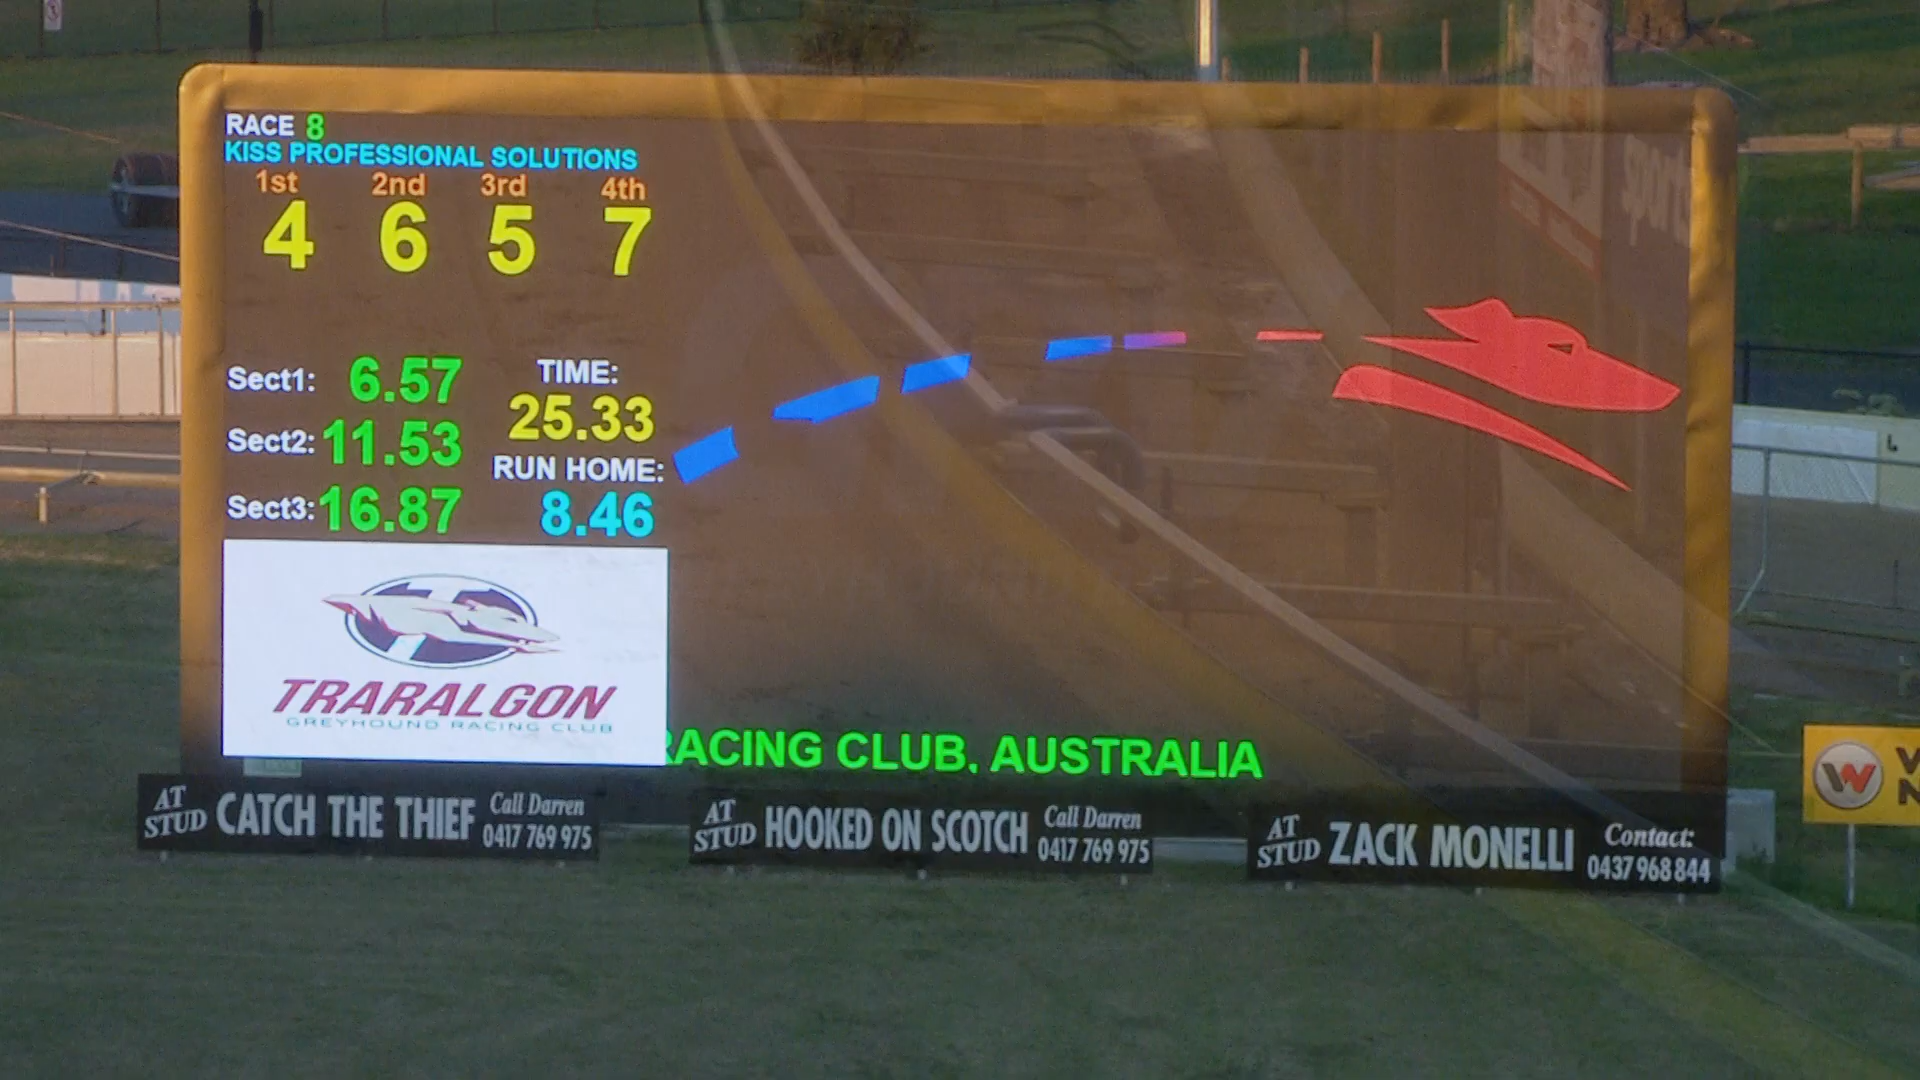 RACE 8
KISS PROFESSIONAL SOLUTIONS
1st 2nd 3rd 4th
4 6 5 7
Sect1: 6.57
Sect2: 11.53
Sect3: 16.87
TIME:
25.33
RUN HOME:
8.46
TRARALGON
GREYHOUND RACING CLUB
RACING CLUB, AUSTRALIA
AT STUD CATCH THE THIEF Call Darren 0417 769 975
AT STUD HOOKED ON SCOTCH Call Darren 0417 769 975
AT STUD ZACK MONELLI Contact: 0437 968 844
sport
W